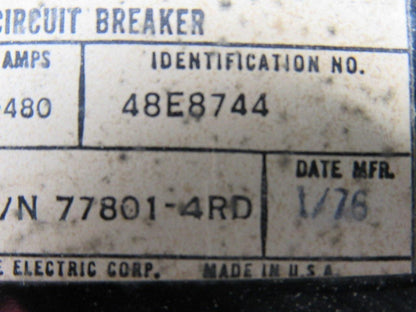 CIRCUIT BREAKER
AMPS IDENTIFICATION NO.
480 48E8744
/N 77801-4RD
DATE MFR.
1/76
ELECTRIC CORP. MADE IN U.S.A.